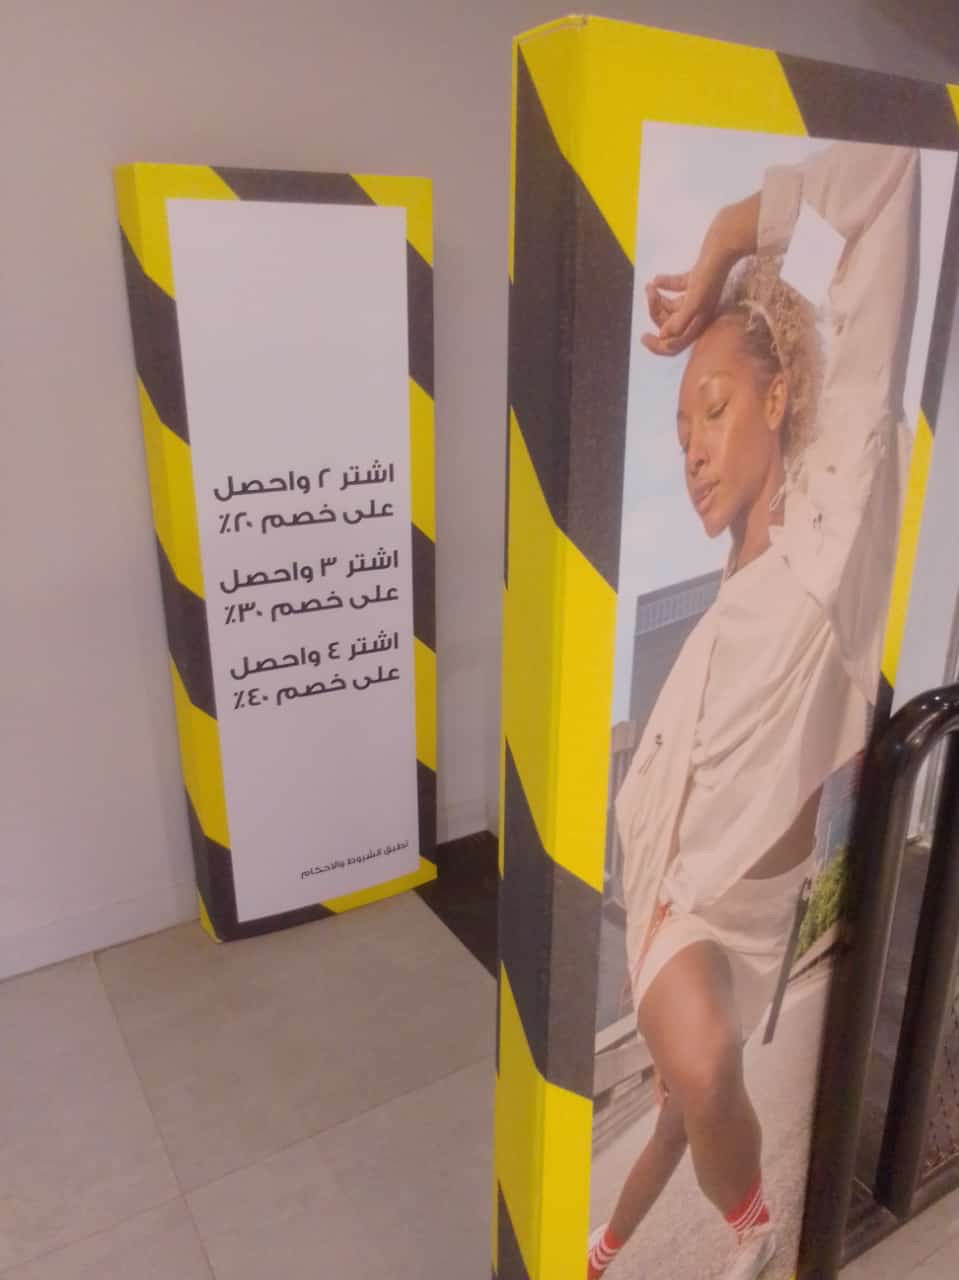 اشتر ٢ واحصل
على خصم ٢٠٪
اشتر ٣ واحصل
على خصم ٣٠٪
اشتر ٤ واحصل
على خصم ٤٠٪
تطبق الشروط والاحكام